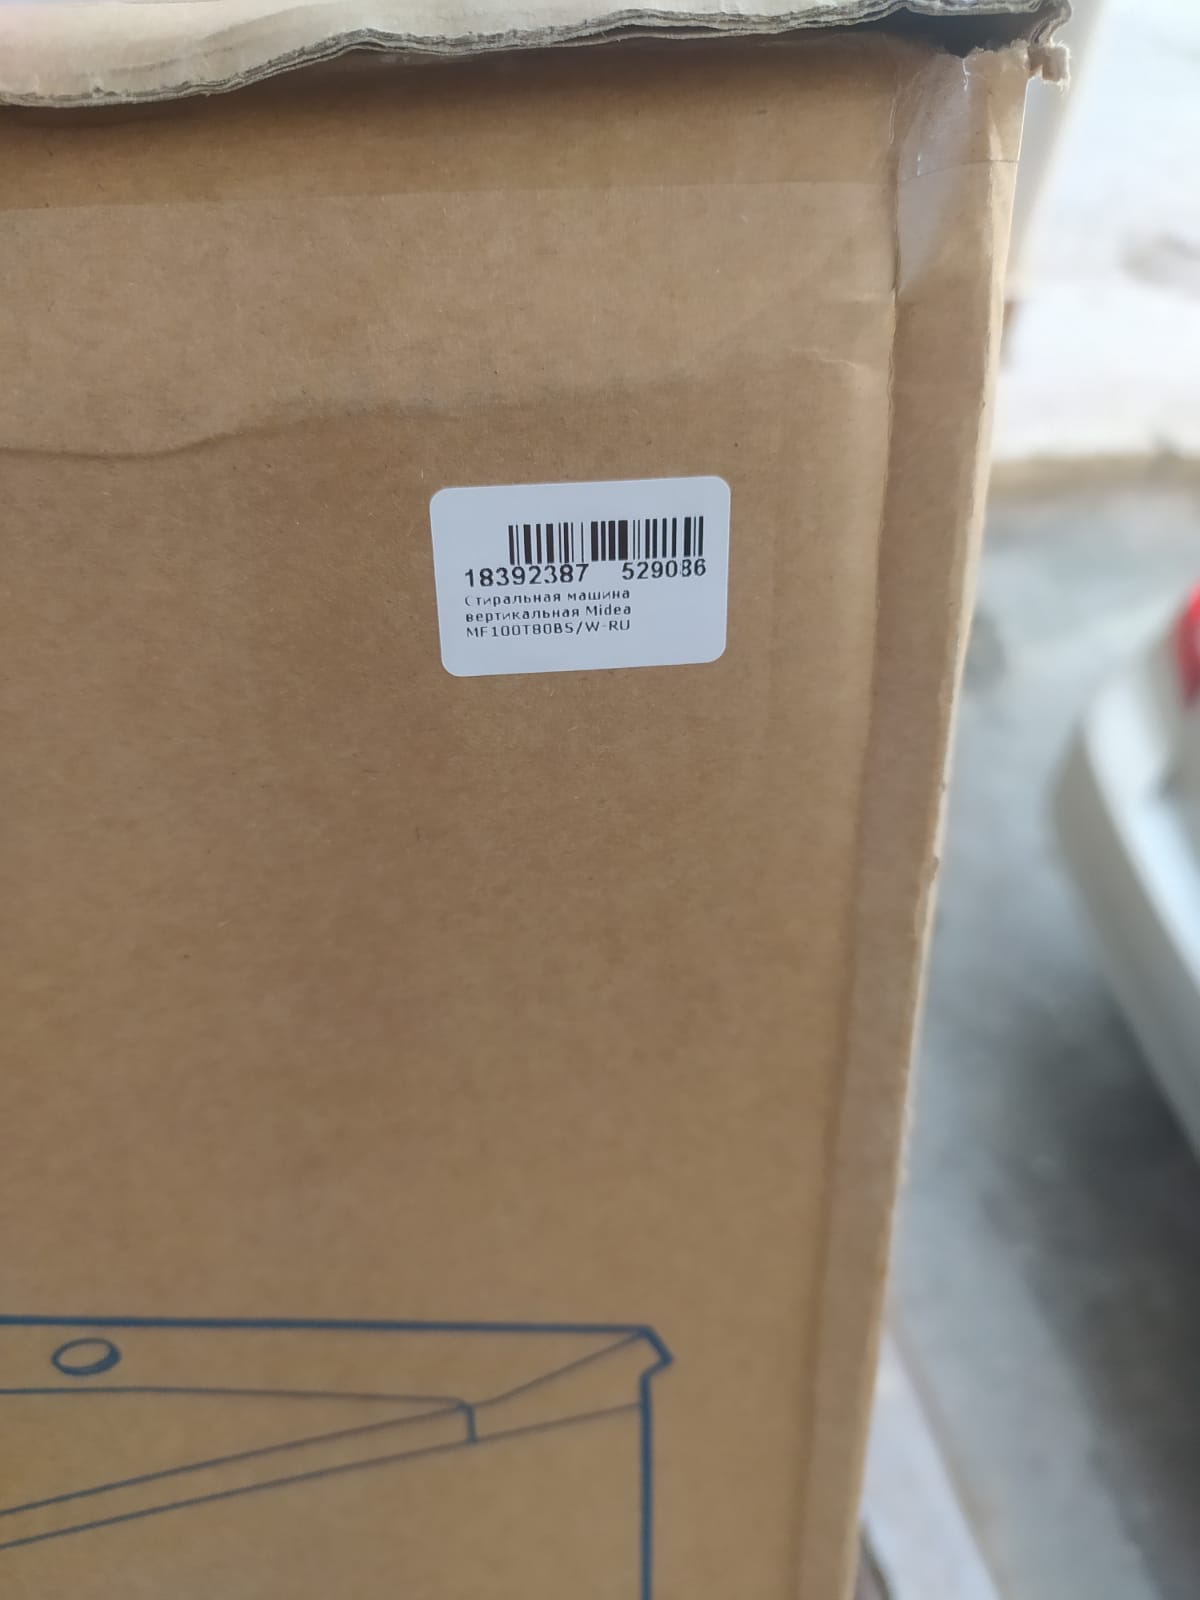 18392387 529086
Стиральная машина
вертикальная Midea
MF100T80BS/W-RU